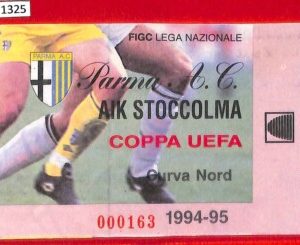 1325
FIGC LEGA NAZIONALE
PARMA A.C.
Parma A.C.
AIK STOCCOLMA
COPPA UEFA
Curva Nord
000163 1994-95